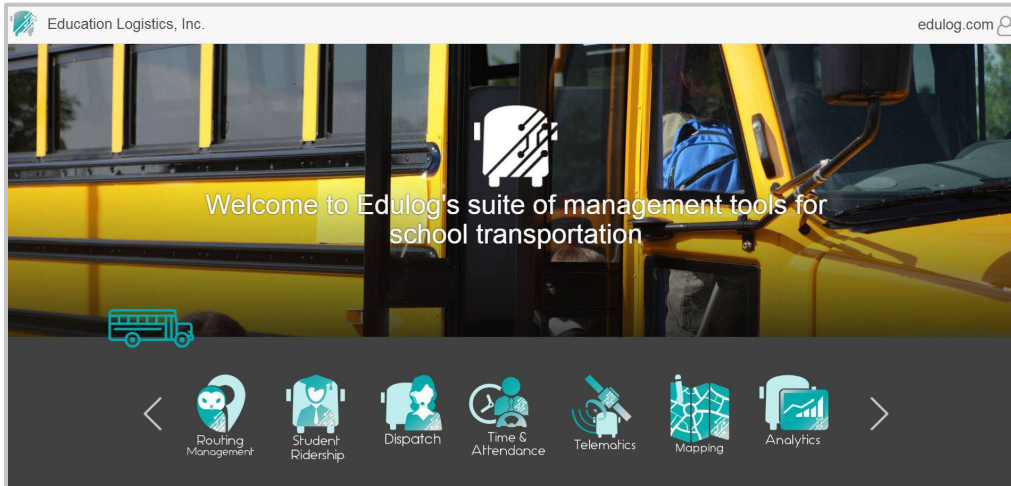 Education Logistics, Inc.
edulog.com
Welcome to Edulog's suite of management tools for
school transportation
Routing
Management
Student
Ridership
Dispatch
Time &
Attendance
Telematics
Mapping
Analytics